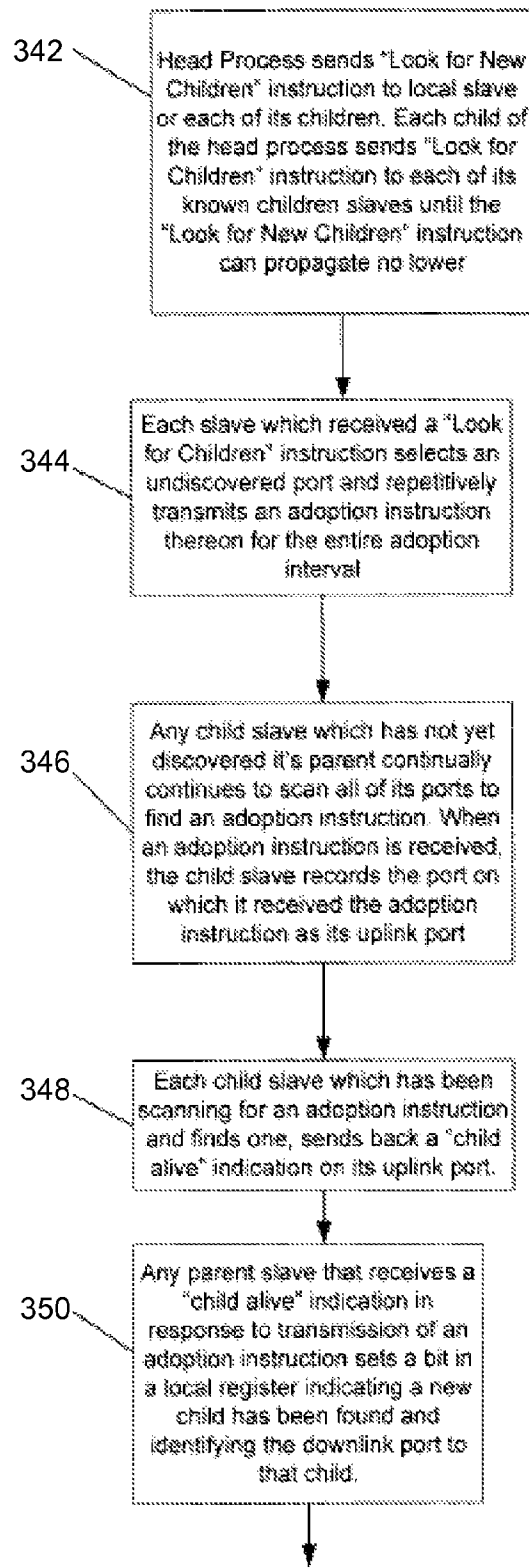 342
Head Process sends "Look for New
Children" instruction to local slave
or each of its children. Each child of
the head process sends "Look for
Children" instruction to each of its
known children slaves until the
"Look for New Children" instruction
can propagate no lower
344
Each slave which received a "Look
for Children" instruction selects an
undiscovered port and repetitively
transmits an adoption instruction
thereon for the entire adoption
interval
346
Any child slave which has not yet
discovered it's parent continually
continues to scan all of its ports to
find an adoption instruction. When
an adoption instruction is received,
the child slave records the port on
which it received the adoption
instruction as its uplink port
348
Each child slave which has been
scanning for an adoption instruction
and finds one, sends back a "child
alive" indication on its uplink port.
350
Any parent slave that receives a
"child alive" indication in
response to transmission of an
adoption instruction sets a bit in
a local register indicating a new
child has been found and
identifying the downlink port to
that child.